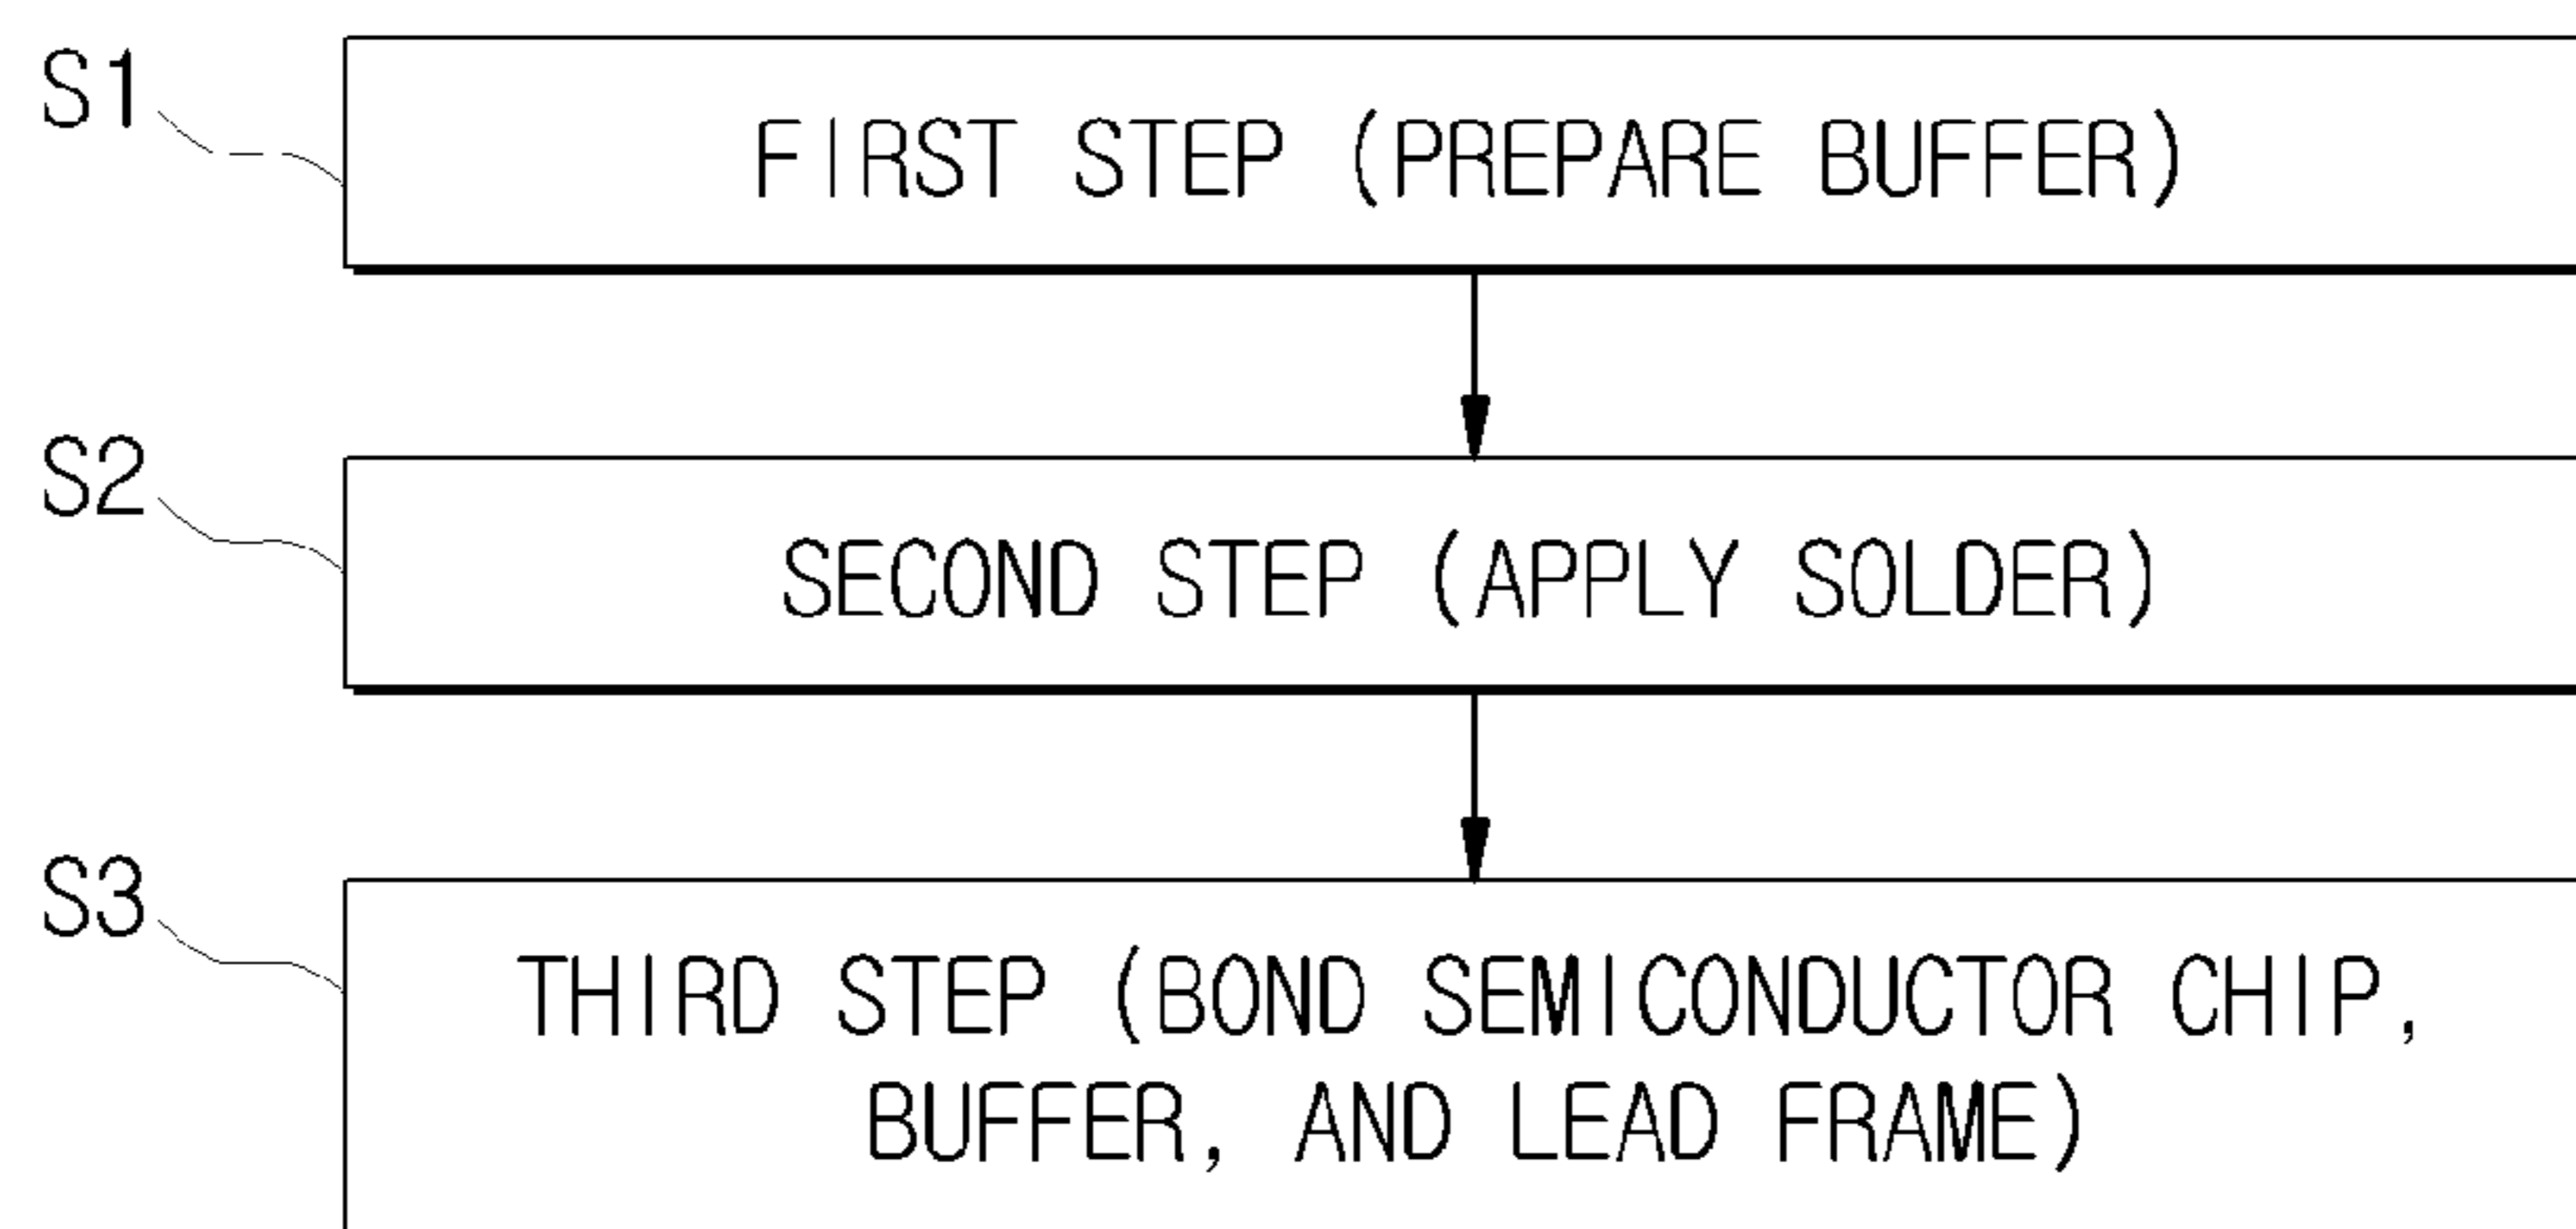 S1
FIRST STEP (PREPARE BUFFER)
S2
SECOND STEP (APPLY SOLDER)
S3
THIRD STEP (BOND SEMICONDUCTOR CHIP,
BUFFER, AND LEAD FRAME)